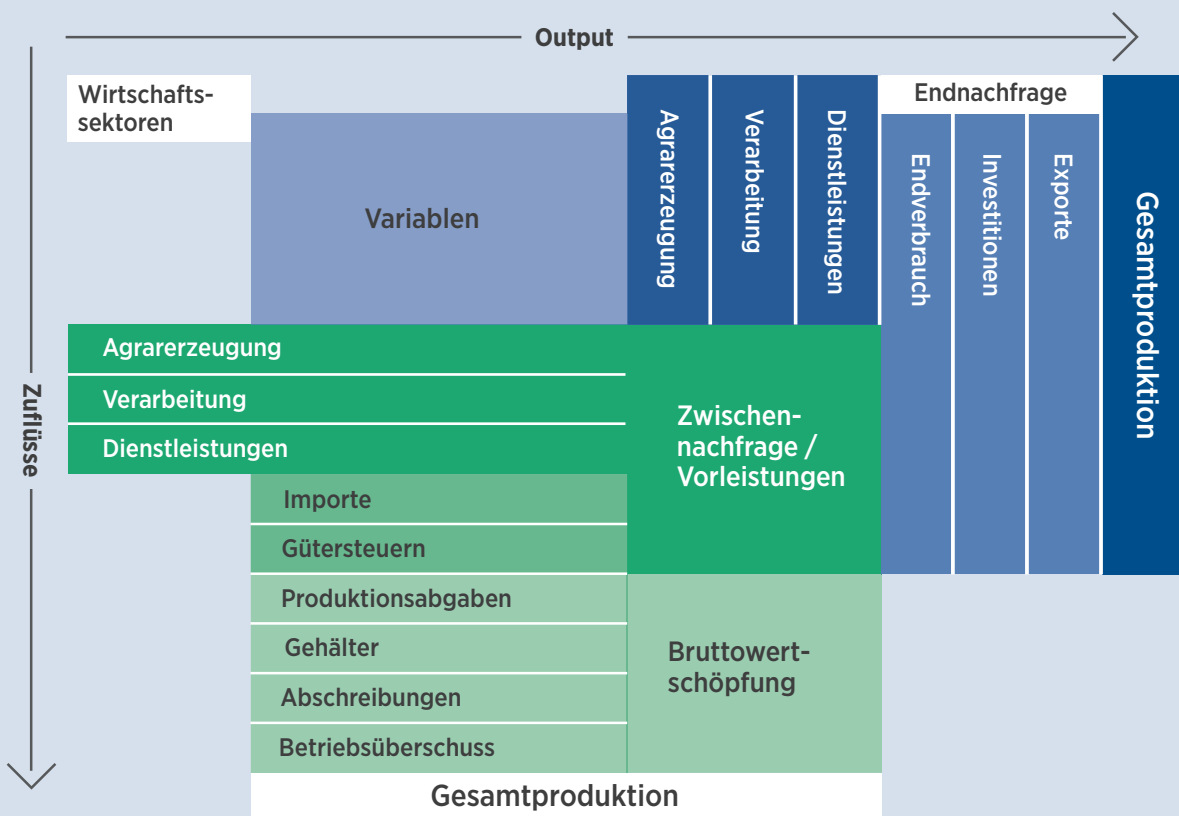 Output
Wirtschafts-
sektoren
Variablen
Agrarerzeugung
Verarbeitung
Dienstleistungen
Endnachfrage
Endverbrauch
Investitionen
Exporte
Gesamtproduktion
Zuflüsse
Agrarerzeugung
Verarbeitung
Dienstleistungen
Zwischen-
nachfrage /
Vorleistungen
Importe
Gütersteuern
Produktionsabgaben
Gehälter
Abschreibungen
Betriebsüberschuss
Bruttowert-
schöpfung
Gesamtproduktion